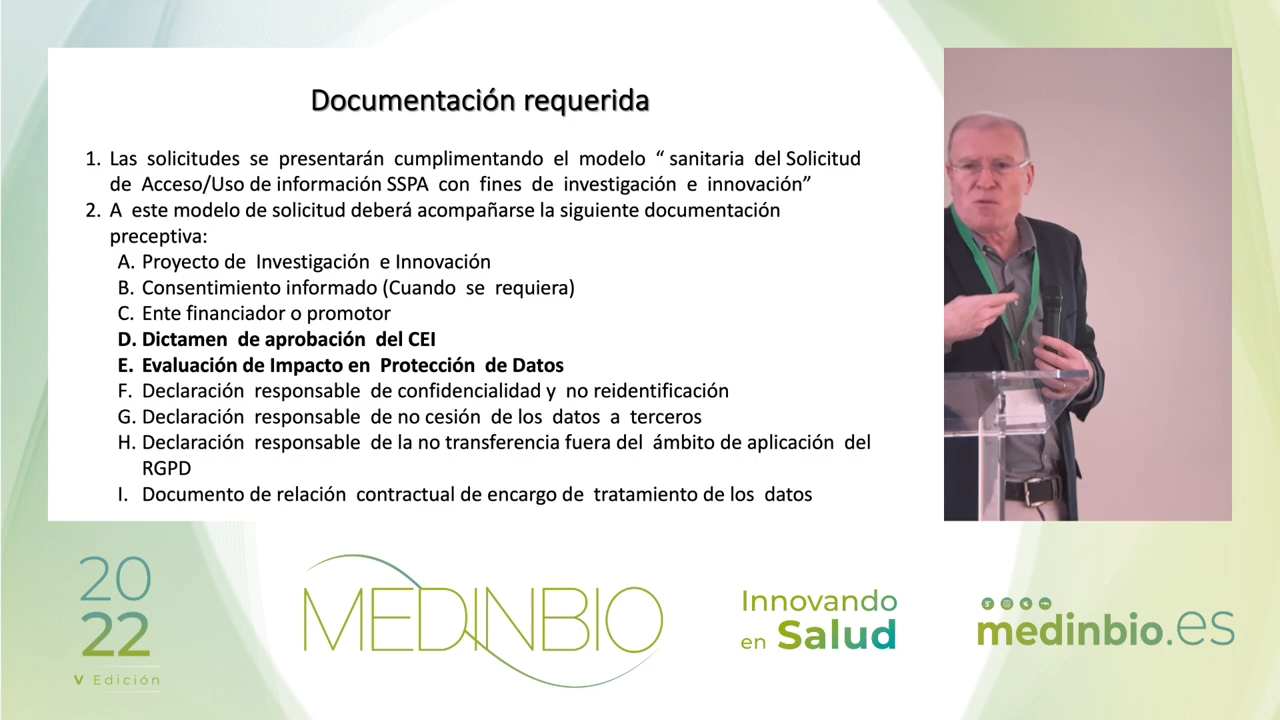 Documentación requerida
1. Las solicitudes se presentarán cumplimentando el modelo “ sanitaria del Solicitud
de Acceso/Uso de información SSPA con fines de investigación e innovación”
2. A este modelo de solicitud deberá acompañarse la siguiente documentación
preceptiva:
A. Proyecto de Investigación e Innovación
B. Consentimiento informado (Cuando se requiera)
C. Ente financiador o promotor
D. Dictamen de aprobación del CEI
E. Evaluación de Impacto en Protección de Datos
F. Declaración responsable de confidencialidad y no reidentificación
G. Declaración responsable de no cesión de los datos a terceros
H. Declaración responsable de la no transferencia fuera del ámbito de aplicación del
RGPD
I. Documento de relación contractual de encargo de tratamiento de los datos
20
22
V Edición
MEDINBIO
Innovando
en Salud
medinbio.es